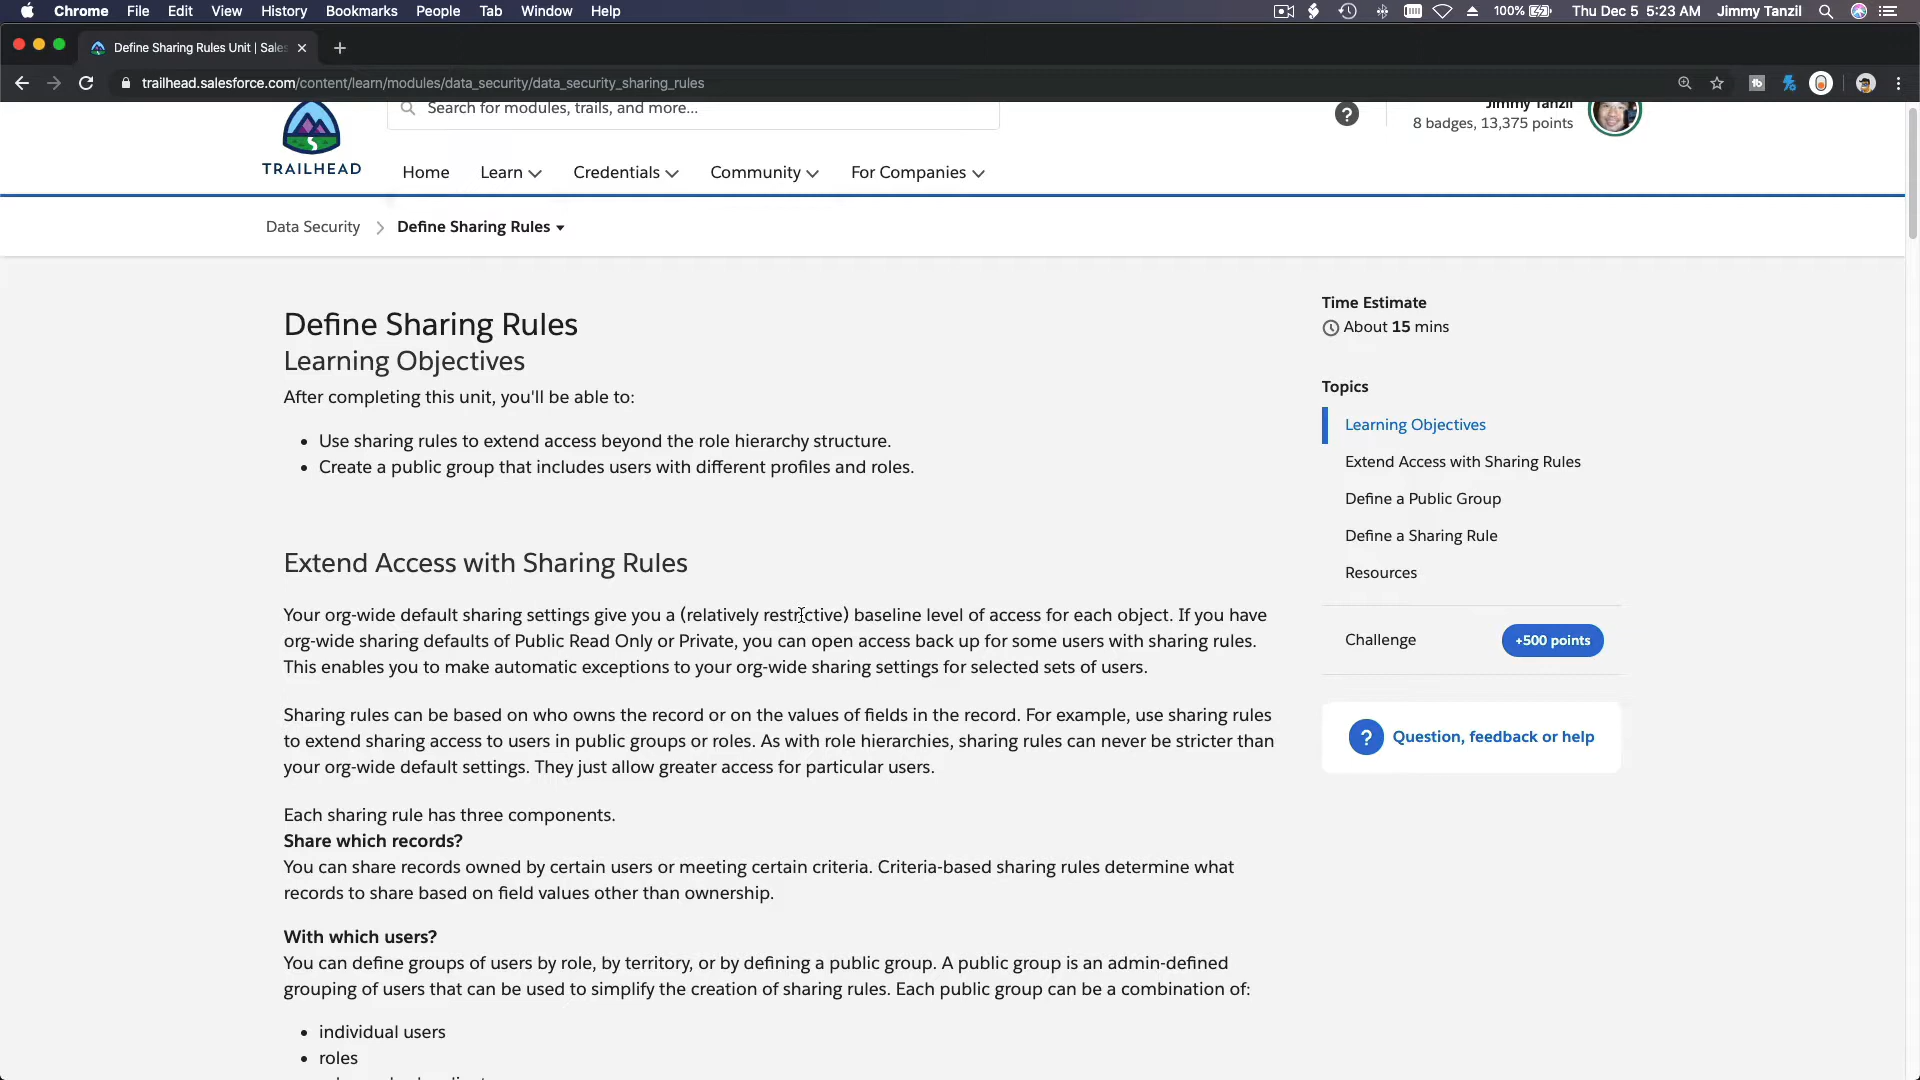 Chrome File Edit View History Bookmarks People Tab Window Help 100% Thu Dec 5 5:23 AM Jimmy Tanzil
Define Sharing Rules Unit | Sales
trailhead.salesforce.com/content/learn/modules/data_security/data_security_sharing_rules
Search for modules, trails, and more...
Jimmy Tanzil
8 badges, 13,375 points
TRAILHEAD
Home Learn Credentials Community For Companies
Data Security Define Sharing Rules
Define Sharing Rules
Learning Objectives
After completing this unit, you'll be able to:
• Use sharing rules to extend access beyond the role hierarchy structure.
• Create a public group that includes users with different profiles and roles.
Extend Access with Sharing Rules
Your org-wide default sharing settings give you a (relatively restrictive) baseline level of access for each object. If you have
org-wide sharing defaults of Public Read Only or Private, you can open access back up for some users with sharing rules.
This enables you to make automatic exceptions to your org-wide sharing settings for selected sets of users.
Sharing rules can be based on who owns the record or on the values of fields in the record. For example, use sharing rules
to extend sharing access to users in public groups or roles. As with role hierarchies, sharing rules can never be stricter than
your org-wide default settings. They just allow greater access for particular users.
Each sharing rule has three components.
Share which records?
You can share records owned by certain users or meeting certain criteria. Criteria-based sharing rules determine what
records to share based on field values other than ownership.
With which users?
You can define groups of users by role, by territory, or by defining a public group. A public group is an admin-defined
grouping of users that can be used to simplify the creation of sharing rules. Each public group can be a combination of:
• individual users
• roles
Time Estimate
About 15 mins
Topics
Learning Objectives
Extend Access with Sharing Rules
Define a Public Group
Define a Sharing Rule
Resources
Challenge +500 points
? Question, feedback or help